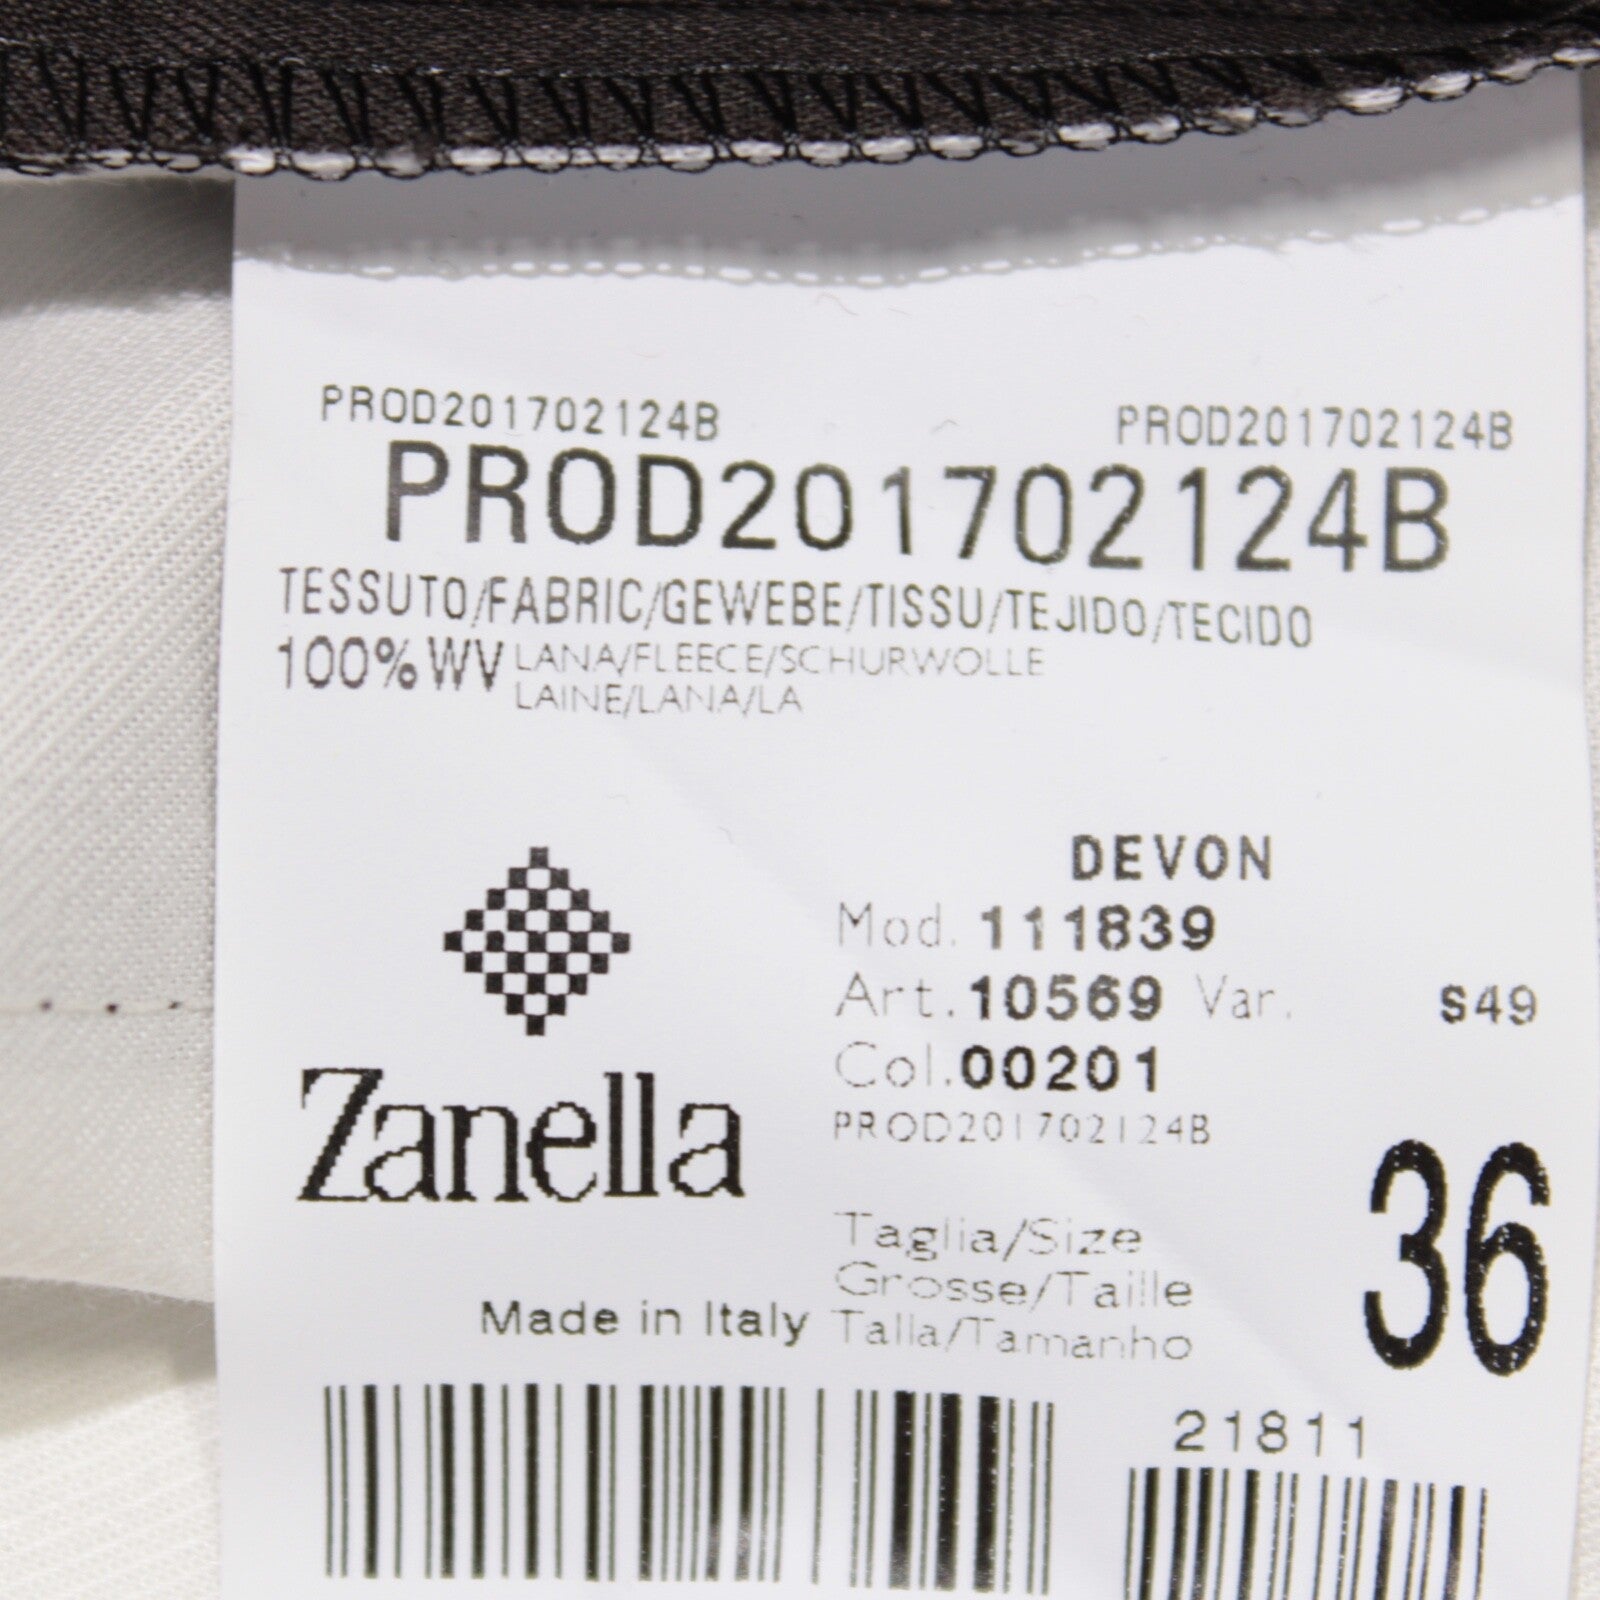 PROD201702124B PROD201702124B
PROD201702124B
TESSUTO/FABRIC/GEWEBE/TISSU/TEJIDO/TECIDO
100% WV LANA/FLEECE/SCHURWOLLE
LAINE/LANA/LA
DEVON
Mod. 111839
Art. 10569 Var. S49
Col. 00201
PROD201702124B
Zanella
Taglia/Size
Grosse/Taille
Talla/Tamanho
36
Made in Italy
21811